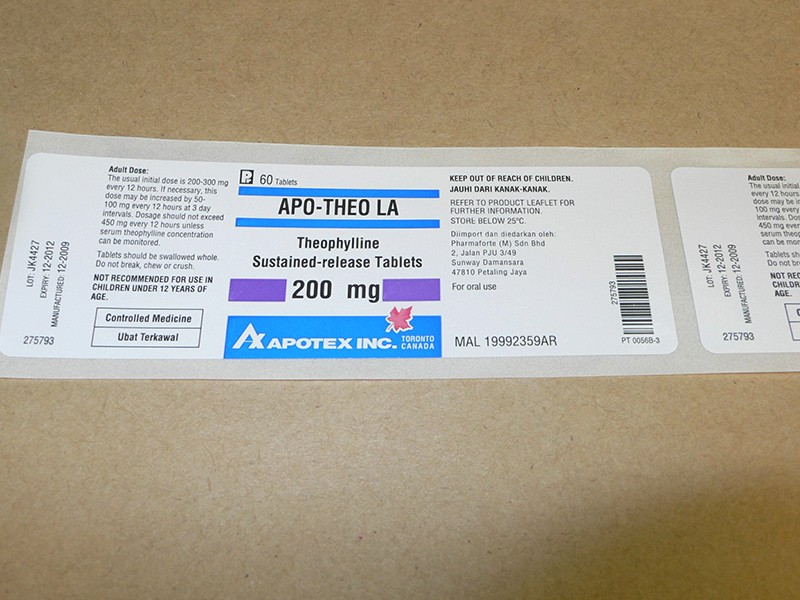 LOT: JK4427
EXPIRY: 12-2012
MANUFACTURED: 12-2009
275793
Adult Dose:
The usual initial dose is 200-300 mg
every 12 hours. If necessary, this
dose may be increased by 50-
100 mg every 12 hours at 3 day
intervals. Dosage should not exceed
450 mg every 12 hours unless
serum theophylline concentration
can be monitored.
Tablets should be swallowed whole.
Do not break, chew or crush.
NOT RECOMMENDED FOR USE IN
CHILDREN UNDER 12 YEARS OF
AGE.
Controlled Medicine
Ubat Terkawal
60 Tablets
APO-THEO LA
Theophylline
Sustained-release Tablets
200 mg
APOTEX INC. TORONTO
CANADA
KEEP OUT OF REACH OF CHILDREN.
JAUHI DARI KANAK-KANAK.
REFER TO PRODUCT LEAFLET FOR
FURTHER INFORMATION.
STORE BELOW 25°C.
Diimport dan diedarkan oleh:
Pharmaforte (M) Sdn Bhd
2, Jalan PJU 3/49
Sunway Damansara
47810 Petaling Jaya
For oral use
MAL 19992359AR
275793
PT 0056B-3
LOT: JK4427
EXPIRY: 12-2012
MANUFACTURED: 12-2009
275793
Adult Dose:
The usual initial
every 12 hours
dose may be
100 mg every
intervals.
450 mg every
serum
can be mon
Tablets
Do not
NOT
AGE.